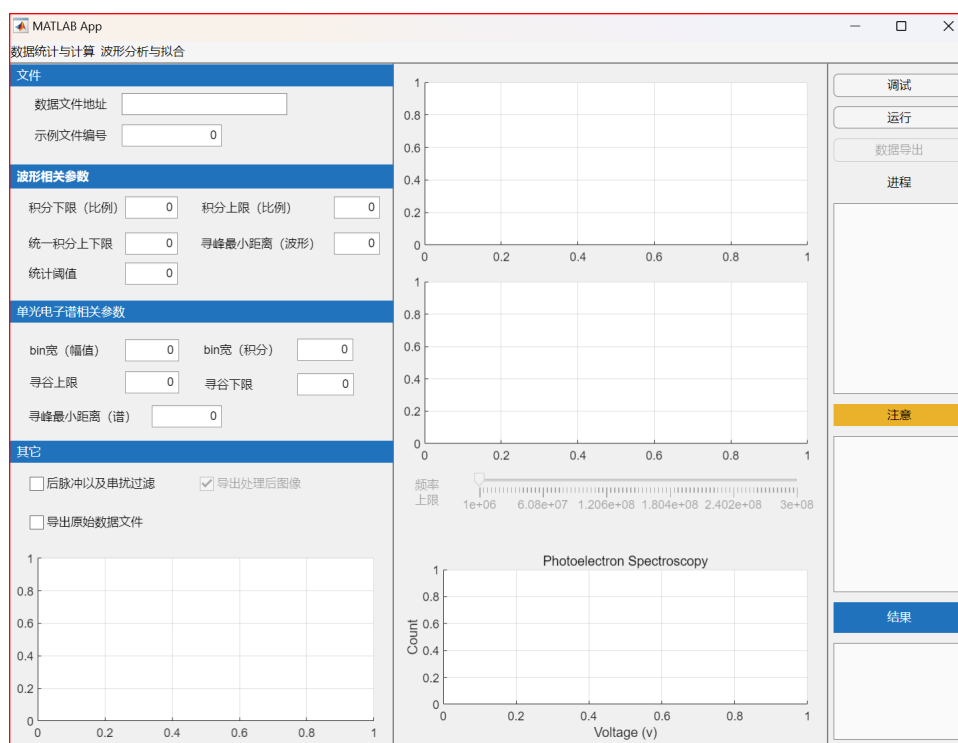 MATLAB App
数据统计与计算 波形分析与拟合
文件
数据文件地址
示例文件编号 0
波形相关参数
积分下限（比例） 0 积分上限（比例） 0
统一积分上下限 0 寻峰最小距离（波形） 0
统计阈值 0
单光电子谱相关参数
bin宽（幅值） 0 bin宽（积分） 0
寻谷上限 0 寻谷下限 0
寻峰最小距离（谱） 0
其它
后脉冲以及串扰过滤 导出处理后图像
导出原始数据文件
1
0.8
0.6
0.4
0.2
0
0 0.2 0.4 0.6 0.8 1
1
0.8
0.6
0.4
0.2
0
0 0.2 0.4 0.6 0.8 1
1
0.8
0.6
0.4
0.2
0
0 0.2 0.4 0.6 0.8 1
频率
上限
1e+06 6.08e+07 1.206e+08 1.804e+08 2.402e+08 3e+08
Photoelectron Spectroscopy
Count
1
0.8
0.6
0.4
0.2
0
0 0.2 0.4 0.6 0.8 1
Voltage (v)
调试
运行
数据导出
进程
注意
结果